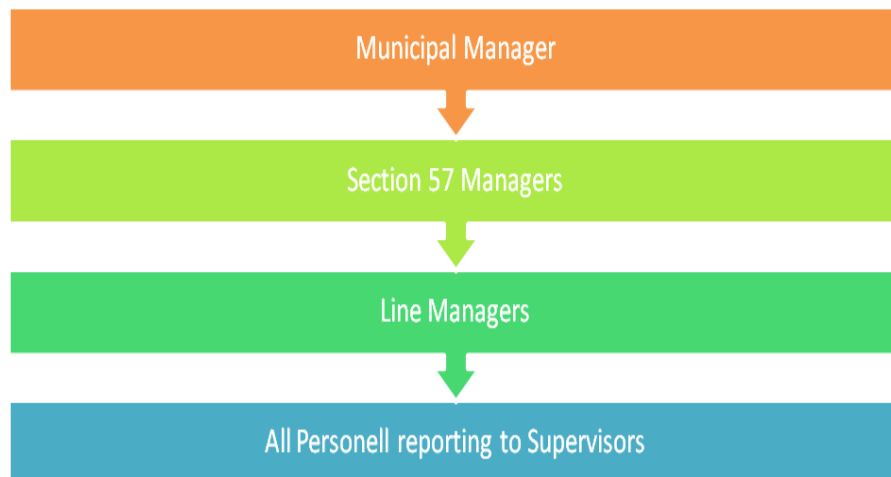 Municipal Manager
Section 57 Managers
Line Managers
All Personell reporting to Supervisors